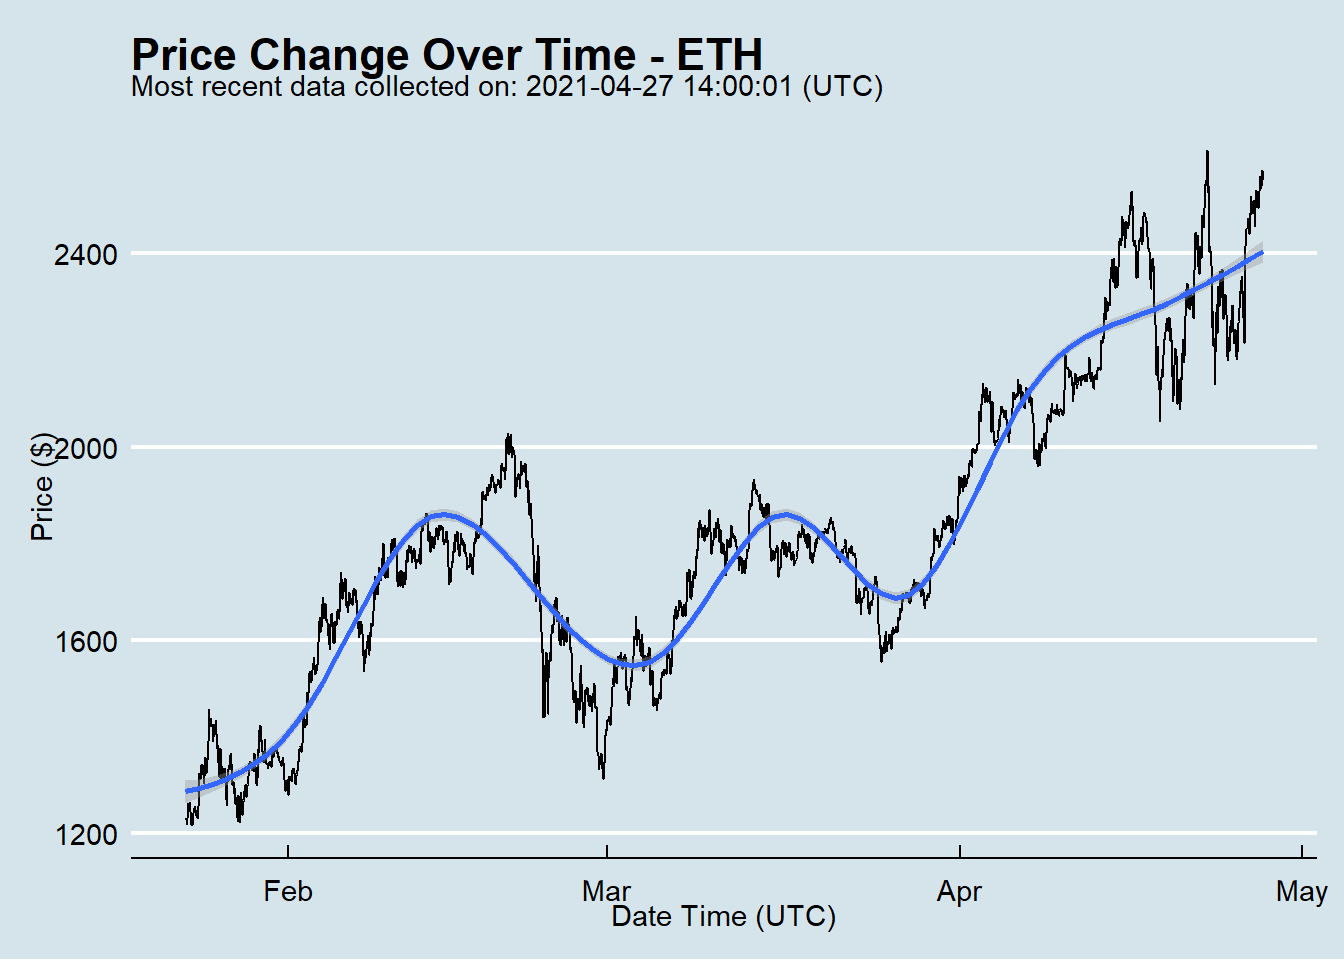 Price Change Over Time - ETH
Most recent data collected on: 2021-04-27 14:00:01 (UTC)
Price ($)
2400
2000
1600
1200
Feb Mar Apr May
Date Time (UTC)